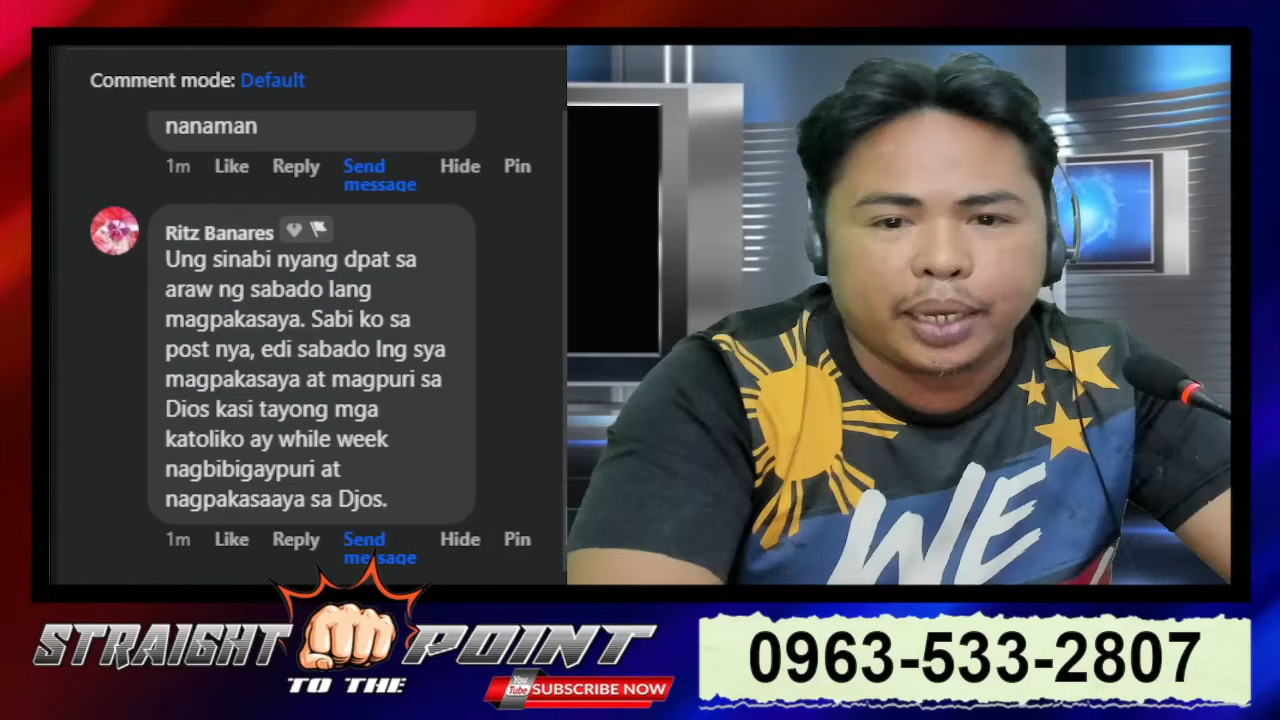 Comment mode: Default
nanaman
1m Like Reply Send message Hide Pin
Ritz Banares
Ung sinabi nyang dpat sa
araw ng sabado lang
magpakasaya. Sabi ko sa
post nya, edi sabado lng sya
magpakasaya at magpuri sa
Dios kasi tayong mga
katoliko ay while week
nagbibigaypuri at
nagpakasaaya sa Djos.
1m Like Reply Send message Hide Pin
WE
STRAIGHT POINT
TO THE
You Tube SUBSCRIBE NOW
0963-533-2807